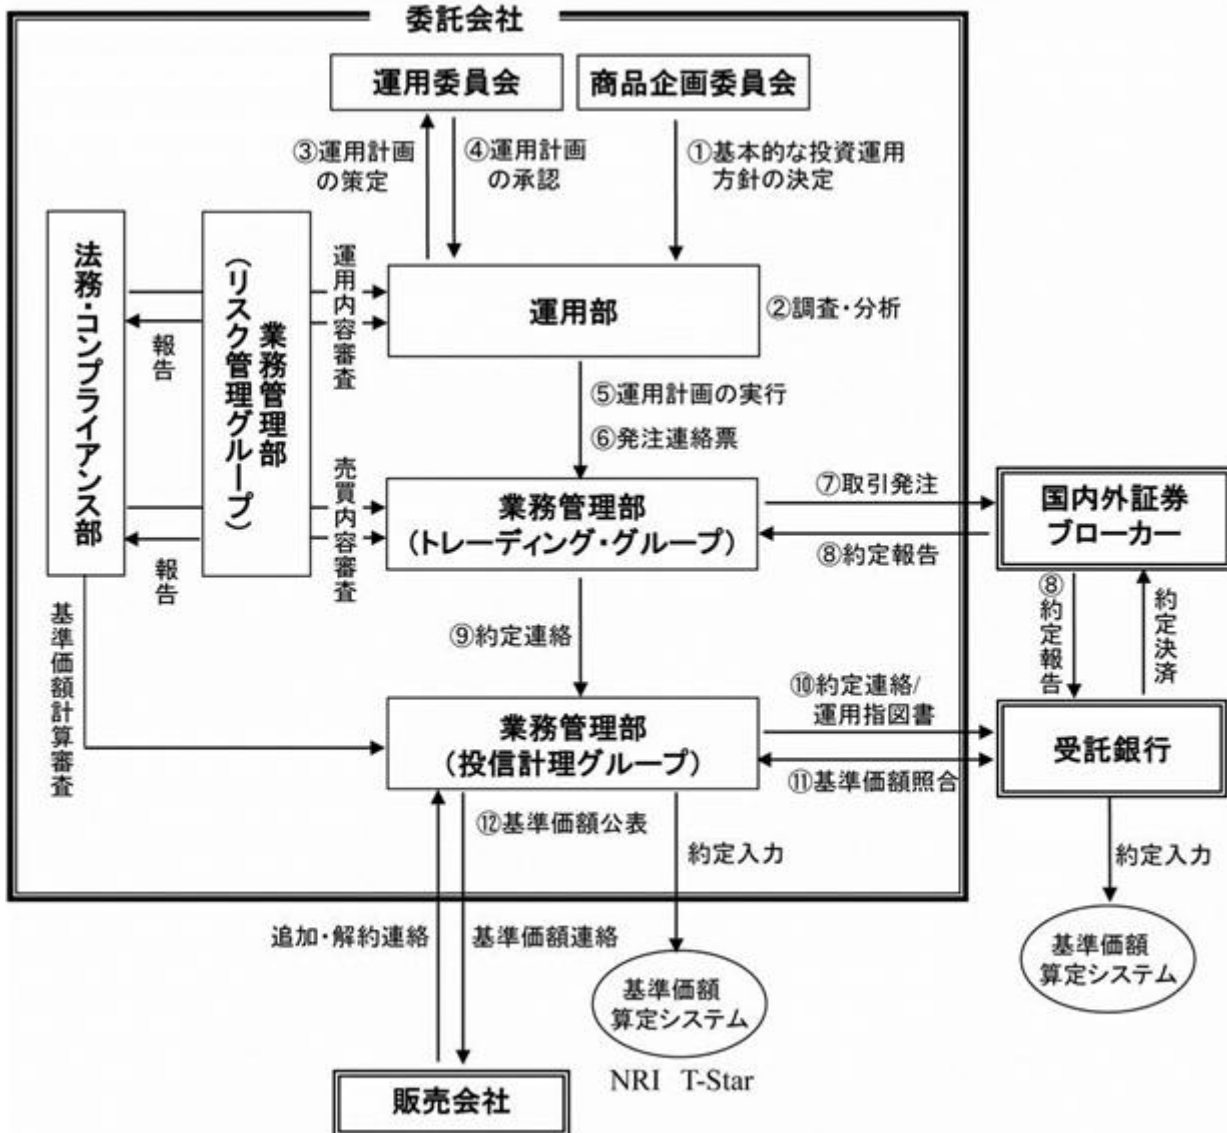 委託会社
運用委員会
商品企画委員会
③運用計画
の策定
④運用計画
の承認
①基本的な投資運用
方針の決定
法務・コンプライアンス部
業務管理部
（リスク管理グループ）
運用内容審査
報告
運用部
②調査・分析
⑤運用計画の実行
⑥発注連絡票
売買内容審査
報告
業務管理部
（トレーディング・グループ）
⑦取引発注
⑧約定報告
国内外証券
ブローカー
⑧約定報告
約定決済
基準価額計算審査
⑨約定連絡
業務管理部
（投信計理グループ）
⑩約定連絡/
運用指図書
⑪基準価額照合
受託銀行
⑫基準価額公表
約定入力
約定入力
追加・解約連絡
基準価額連絡
基準価額
算定システム
基準価額
算定システム
NRI T-Star
販売会社